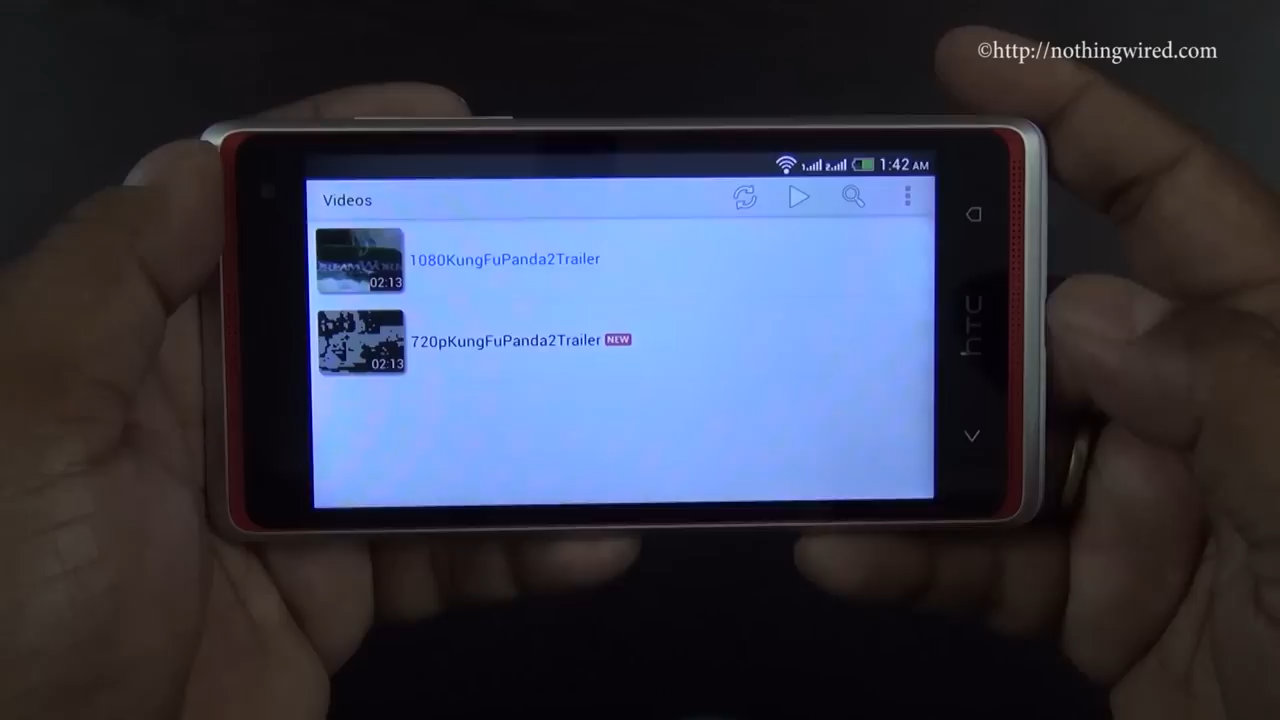 ©http://nothingwired.com
1:42 AM
Videos
02:13
1080KungFuPanda2Trailer
02:13
720pKungFuPanda2Trailer NEW
hTC